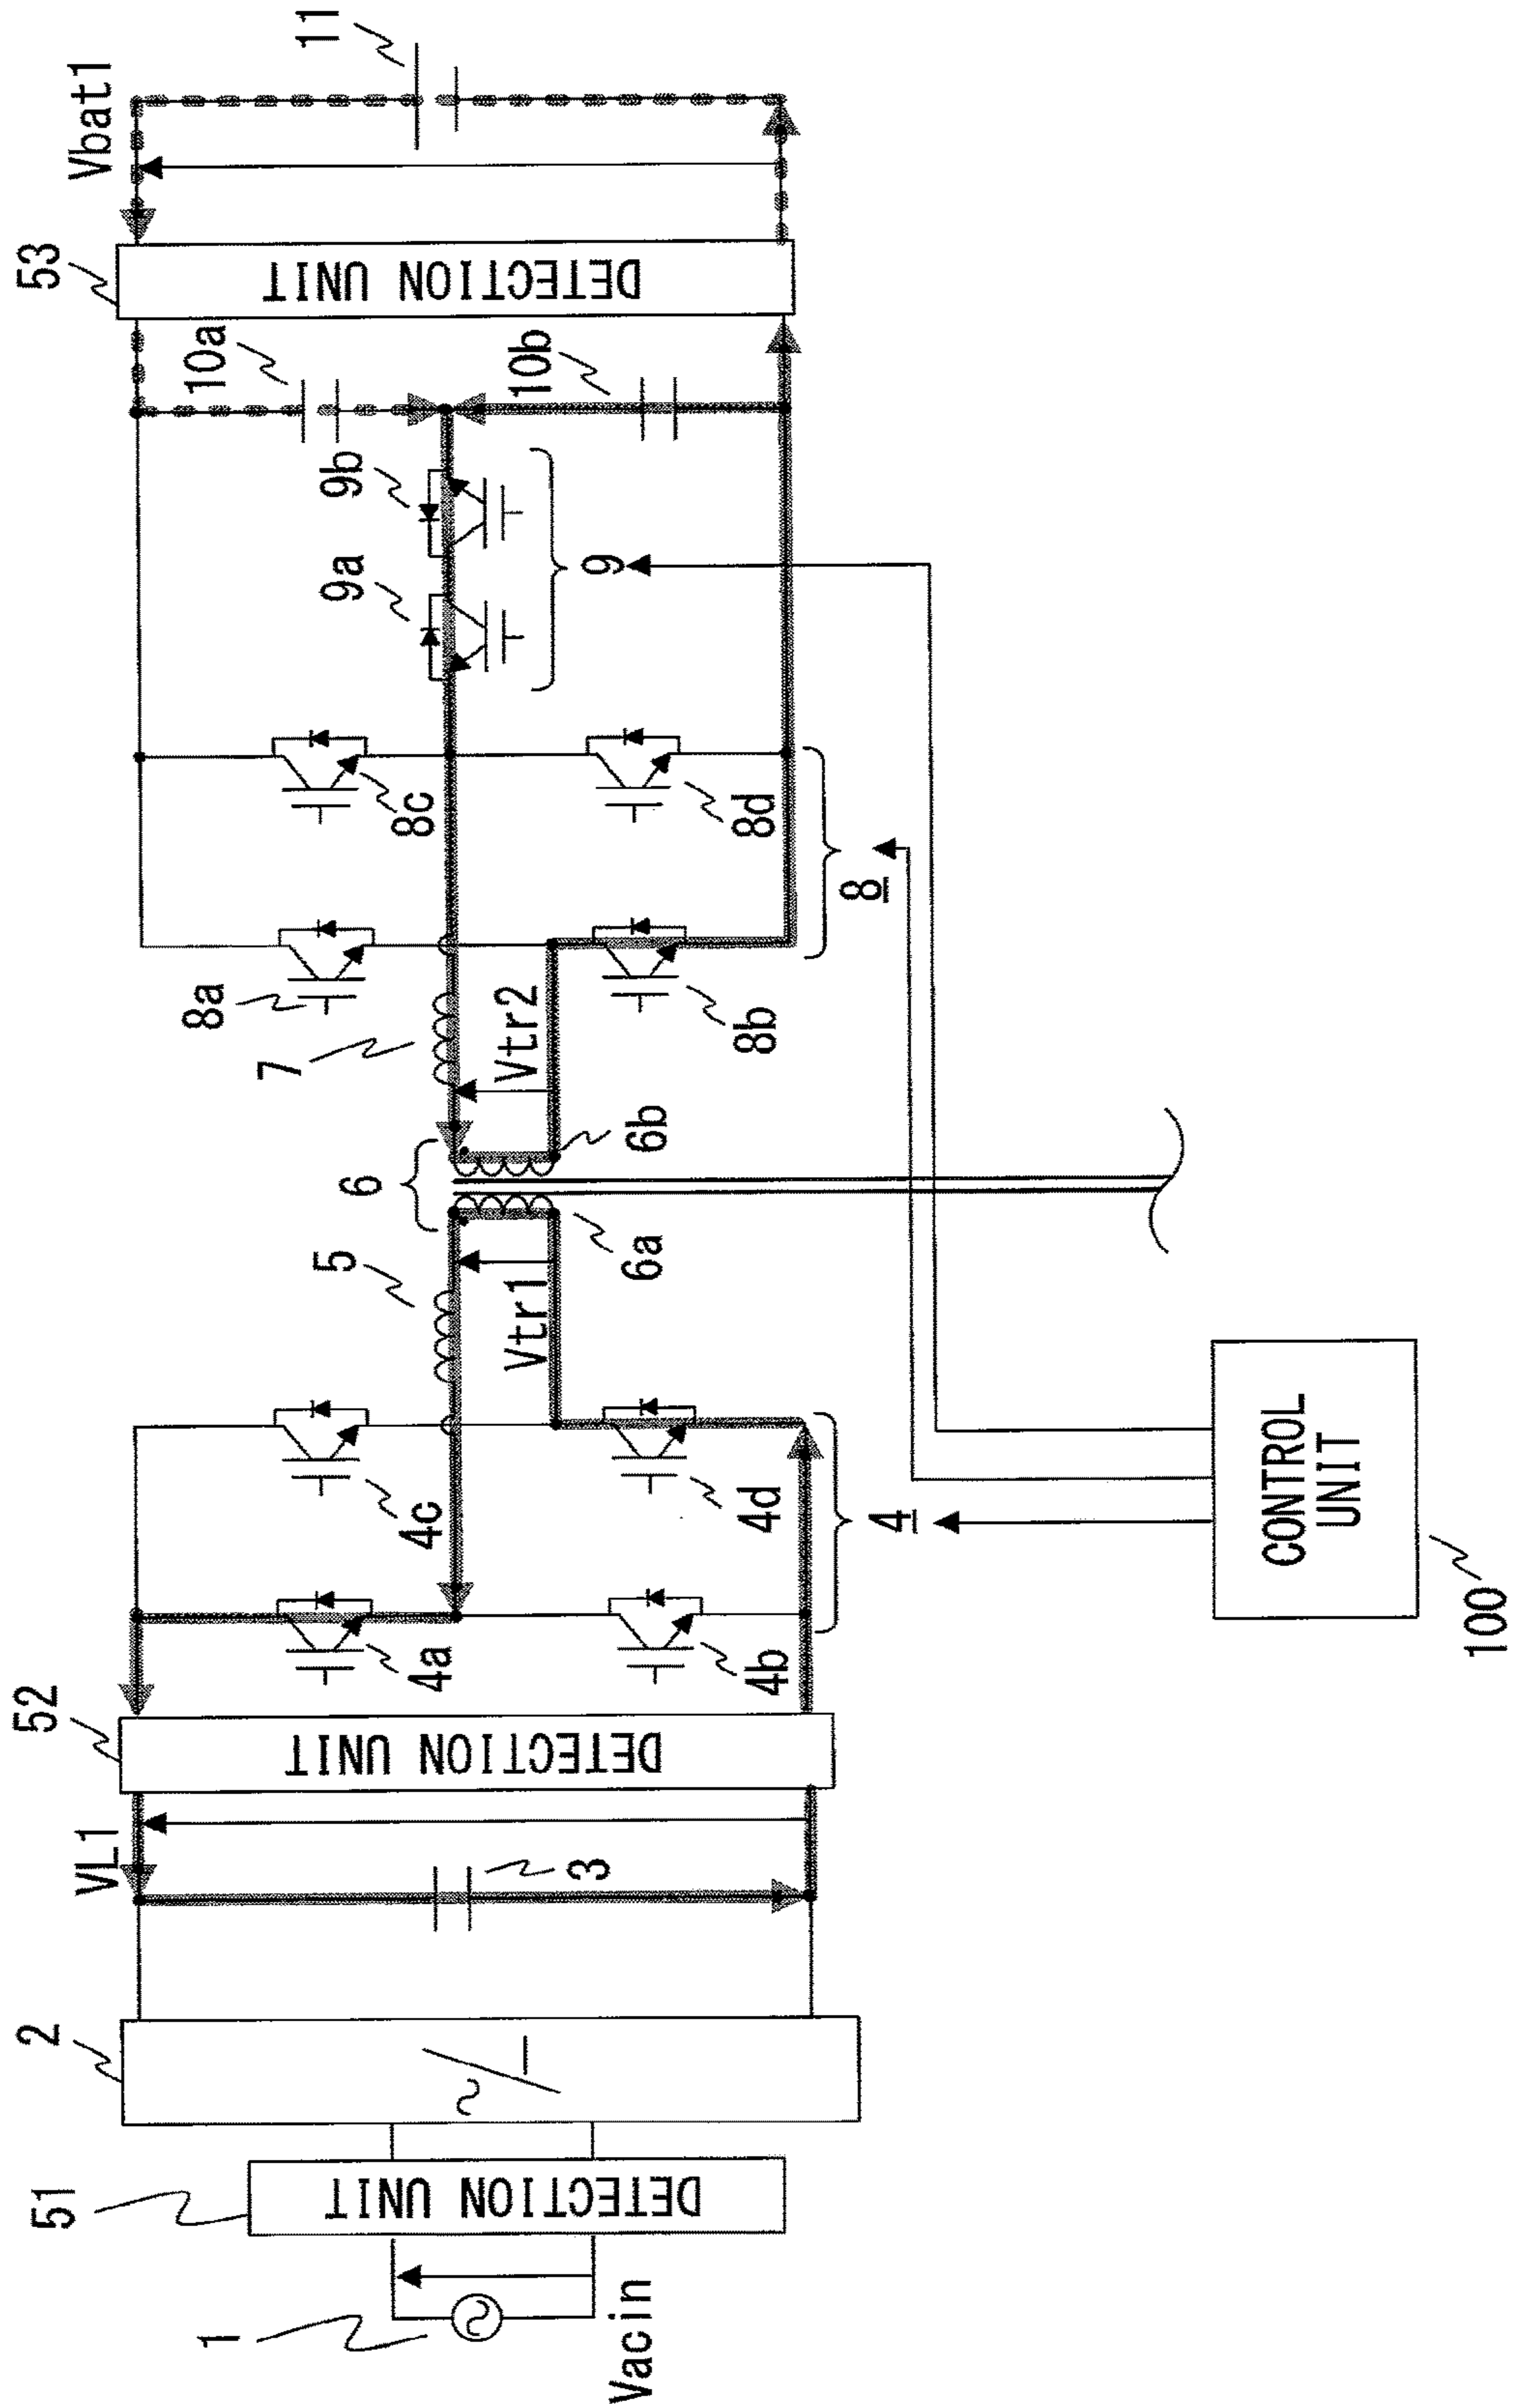 Vacin
1
51
DETECTION UNIT
2
3
VL1
52
DETECTION UNIT
4a
4b
4c
4d
4
5
Vtr1
6
6a
6b
Vtr2
7
8a
8b
8c
8d
8
9a
9b
9
10a
10b
53
DETECTION UNIT
Vbat1
11
CONTROL
UNIT
100